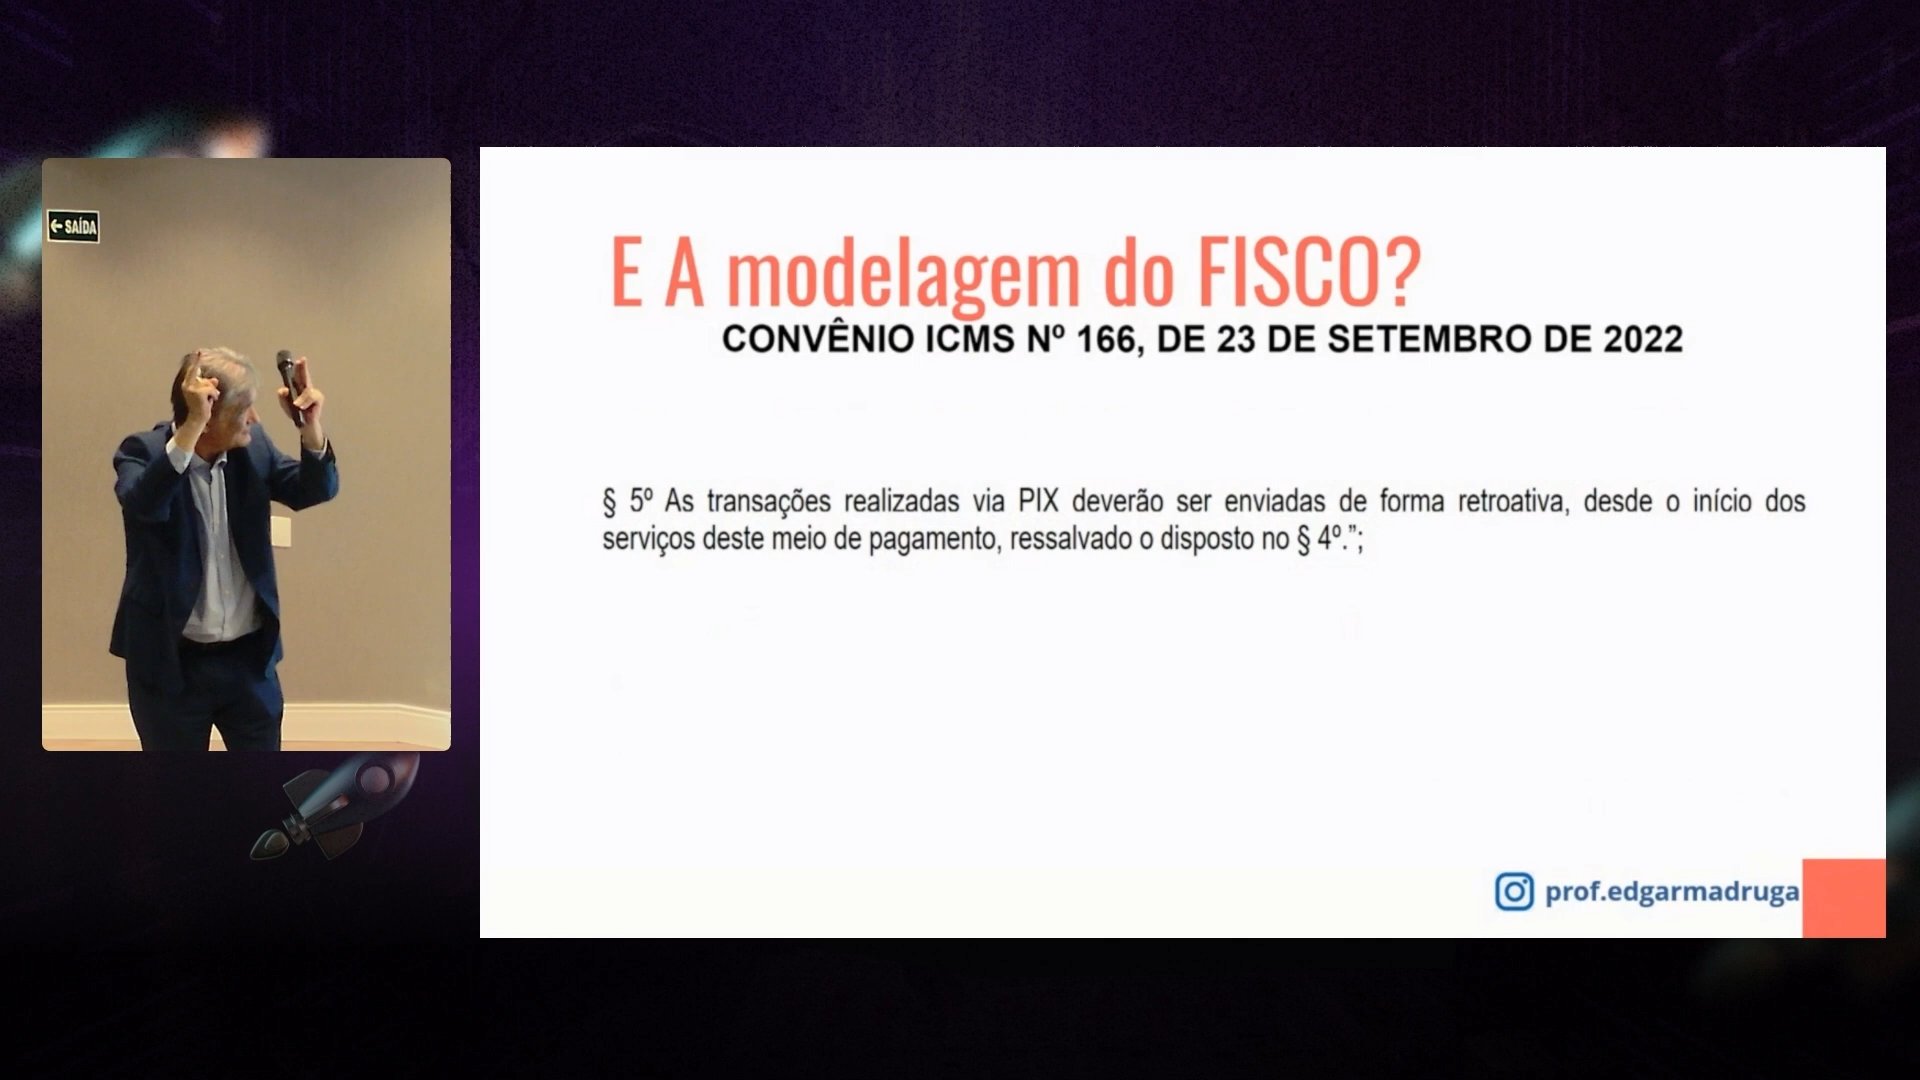 ← SAÍDA
E A modelagem do FISCO?
CONVÊNIO ICMS Nº 166, DE 23 DE SETEMBRO DE 2022
§ 5º As transações realizadas via PIX deverão ser enviadas de forma retroativa, desde o início dos
serviços deste meio de pagamento, ressalvado o disposto no § 4º.”;
prof.edgarmadruga